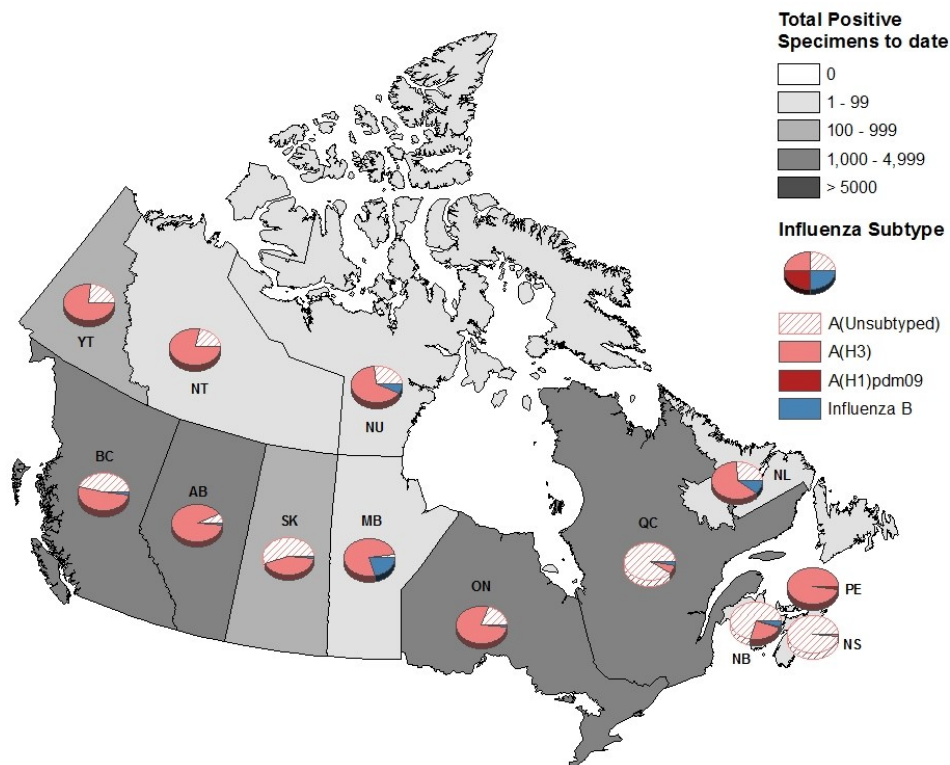 Total Positive
Specimens to date
0
1 - 99
100 - 999
1,000 - 4,999
> 5000
Influenza Subtype
A(Unsubtyped)
A(H3)
A(H1)pdm09
Influenza B
YT
NT
NU
BC
AB
SK
MB
ON
QC
NL
PE
NB
NS